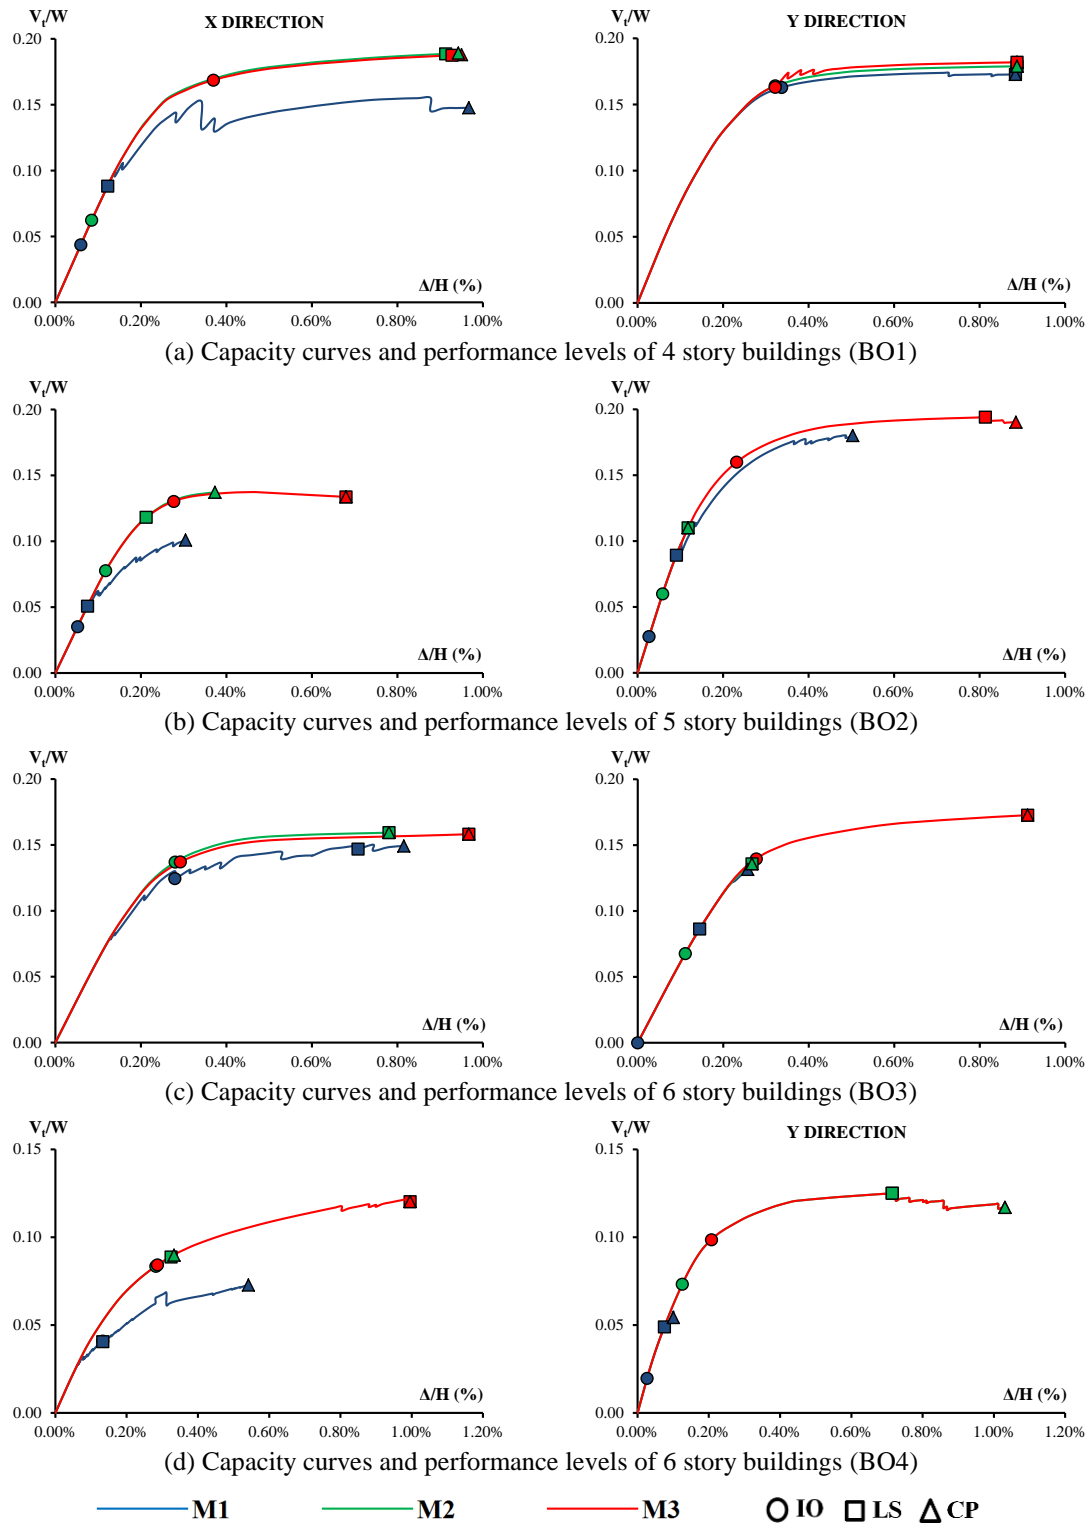 V_t/W X DIRECTION V_t/W
0.20 0.20
0.15 0.15
0.10 0.10
0.05 0.05
Δ/H (%) Δ/H (%)
0.00 0.00
0.00% 0.20% 0.40% 0.60% 0.80% 1.00% 0.00% 0.20% 0.40% 0.60% 0.80% 1.00%
Y DIRECTION
(a) Capacity curves and performance levels of 4 story buildings (BO1)
V_t/W V_t/W
0.20 0.20
0.15 0.15
0.10 0.10
0.05 0.05
Δ/H (%) Δ/H (%)
0.00 0.00
0.00% 0.20% 0.40% 0.60% 0.80% 1.00% 0.00% 0.20% 0.40% 0.60% 0.80% 1.00%
(b) Capacity curves and performance levels of 5 story buildings (BO2)
V_t/W V_t/W
0.20 0.20
0.15 0.15
0.10 0.10
0.05 0.05
Δ/H (%) Δ/H (%)
0.00 0.00
0.00% 0.20% 0.40% 0.60% 0.80% 1.00% 0.00% 0.20% 0.40% 0.60% 0.80% 1.00%
(c) Capacity curves and performance levels of 6 story buildings (BO3)
V_t/W V_t/W Y DIRECTION
0.15 0.15
0.10 0.10
0.05 0.05
Δ/H (%) Δ/H (%)
0.00 0.00
0.00% 0.20% 0.40% 0.60% 0.80% 1.00% 1.20% 0.00% 0.20% 0.40% 0.60% 0.80% 1.00% 1.20%
(d) Capacity curves and performance levels of 6 story buildings (BO4)
M1 M2 M3 IO LS CP